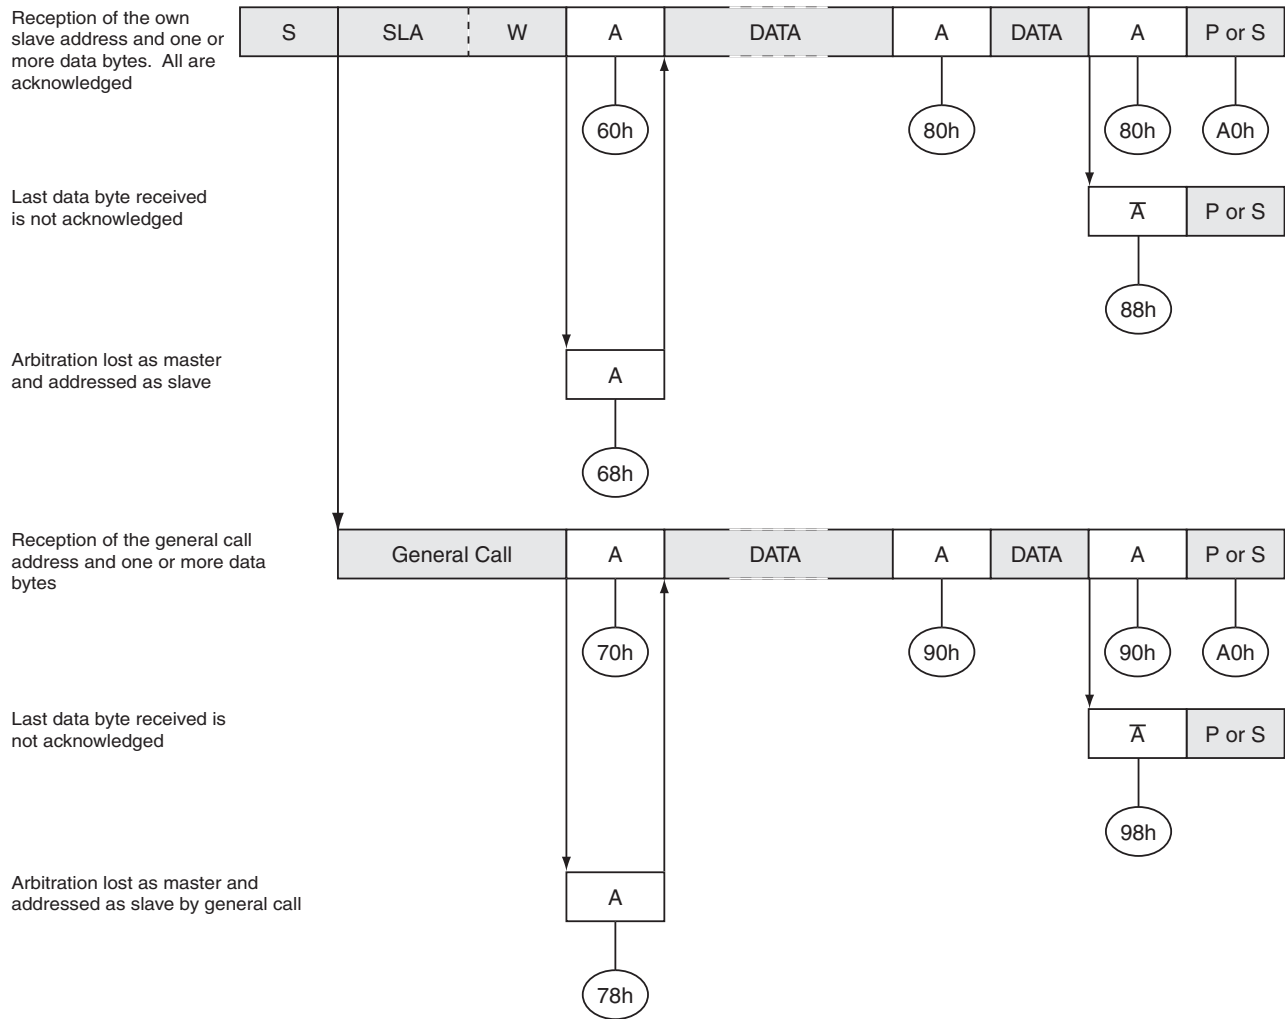 Reception of the own
slave address and one or
more data bytes. All are
acknowledged
S SLA W A DATA A DATA A P or S
60h 80h 80h A0h
Last data byte received
is not acknowledged
A̅ P or S
88h
Arbitration lost as master
and addressed as slave
A
68h
Reception of the general call
address and one or more data
bytes
General Call A DATA A DATA A P or S
70h 90h 90h A0h
Last data byte received is
not acknowledged
A̅ P or S
98h
Arbitration lost as master and
addressed as slave by general call
A
78h